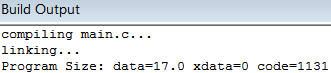 Build Output
compiling main.c...
linking...
Program Size: data=17.0 xdata=0 code=1131